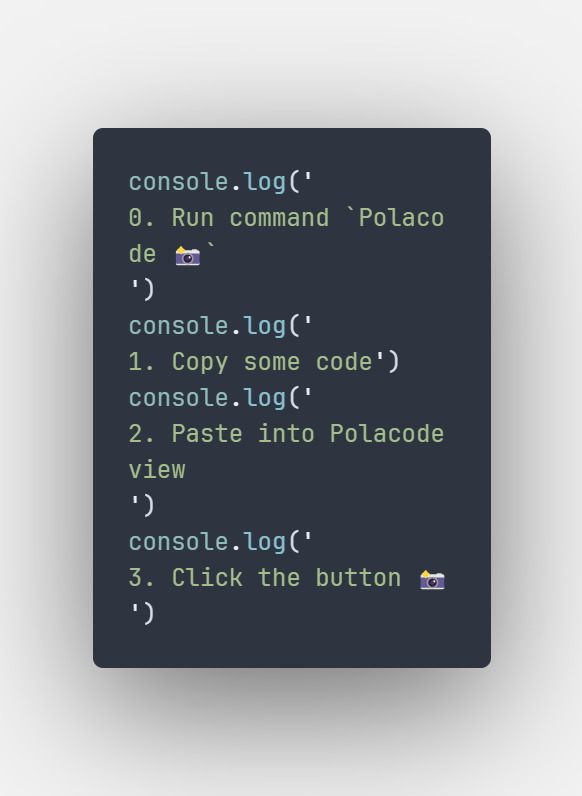 console.log('
0. Run command `Polaco
de 📸`
')
console.log('
1. Copy some code')
console.log('
2. Paste into Polacode
view
')
console.log('
3. Click the button 📸
')